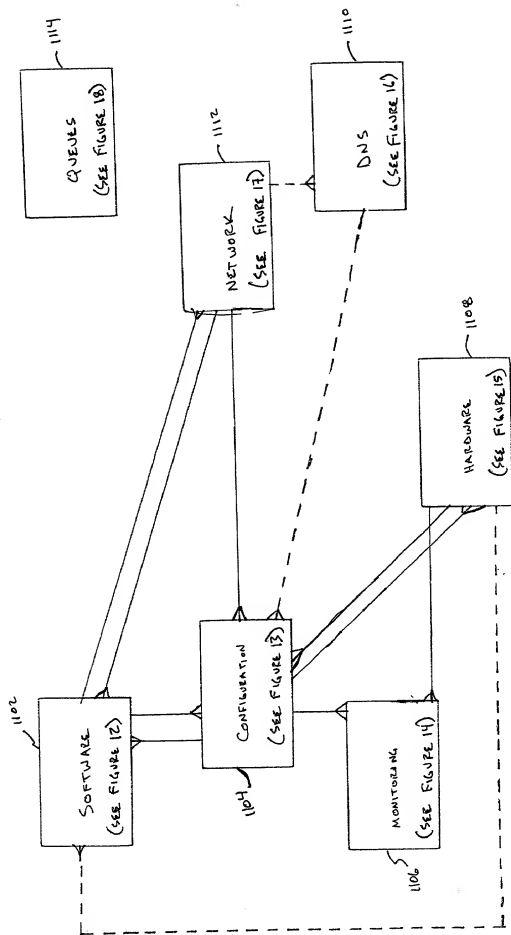 1102
SOFTWARE
(SEE FIGURE 12)
1104
CONFIGURATION
(SEE FIGURE 13)
1106
MONITORING
(SEE FIGURE 14)
1112
NETWORK
(SEE FIGURE 17)
1114
QUEUES
(SEE FIGURE 18)
1110
DNS
(SEE FIGURE 16)
1108
HARDWARE
(SEE FIGURE 15)